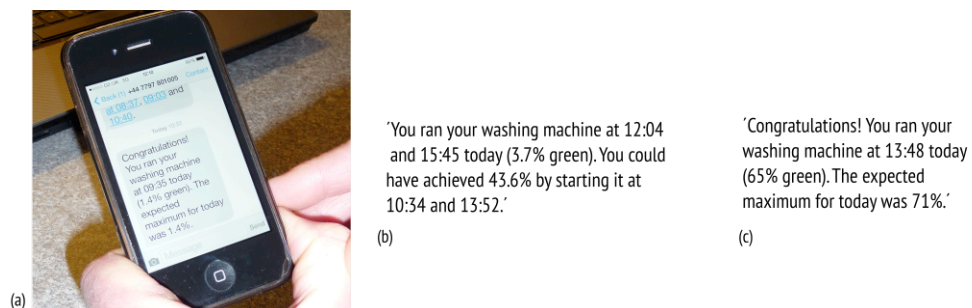 Back (1) +44 7797 801005 Contact
at 08:37, 09:03 and
10:40.
Congratulations!
You ran your
washing machine
at 09:35 today
(1.4% green). The
expected
maximum for today
was 1.4%.
Message
Send
(a)
´You ran your washing machine at 12:04
and 15:45 today (3.7% green). You could
have achieved 43.6% by starting it at
10:34 and 13:52.´
(b)
´Congratulations! You ran your
washing machine at 13:48 today
(65% green). The expected
maximum for today was 71%.´
(c)